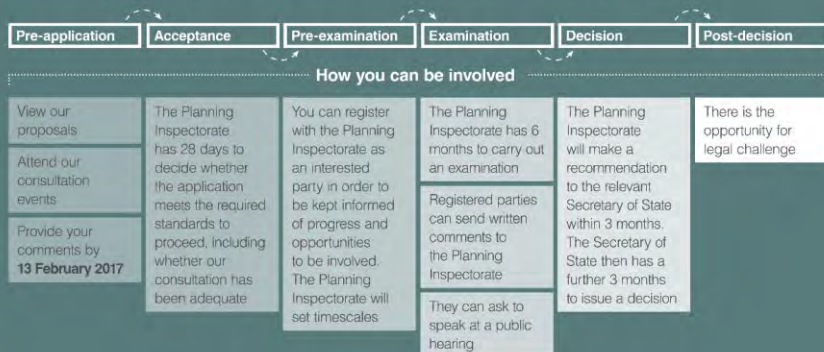 Pre-application
Acceptance
Pre-examination
Examination
Decision
Post-decision
How you can be involved
View our
proposals
Attend our
consultation
events
Provide your
comments by
13 February 2017
The Planning
Inspectorate
has 28 days to
decide whether
the application
meets the required
standards to
proceed, including
whether our
consultation has
been adequate
You can register
with the Planning
Inspectorate as
an interested
party in order to
be kept informed
of progress and
opportunities
to be involved.
The Planning
Inspectorate will
set timescales
The Planning
Inspectorate has 6
months to carry out
an examination
Registered parties
can send written
comments to
the Planning
Inspectorate
They can ask to
speak at a public
hearing
The Planning
Inspectorate
will make a
recommendation
to the relevant
Secretary of State
within 3 months.
The Secretary of
State then has a
further 3 months
to issue a decision
There is the
opportunity for
legal challenge